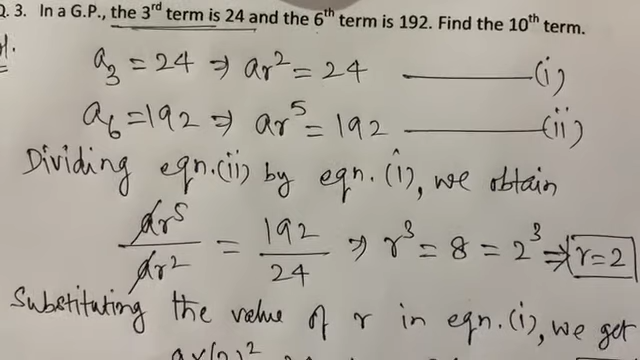 Q. 3. In a G.P., the 3rd term is 24 and the 6th term is 192. Find the 10th term.
a₃ = 24 ⇒ ar² = 24 ——— (i)
a₆ = 192 ⇒ ar⁵ = 192 ——— (ii)
Dividing eqn.(ii) by eqn.(i), we obtain
ar⁵/ar² = 192/24 ⇒ r³ = 8 = 2³ ⇒ r = 2
Substituting the value of r in eqn.(i), we get